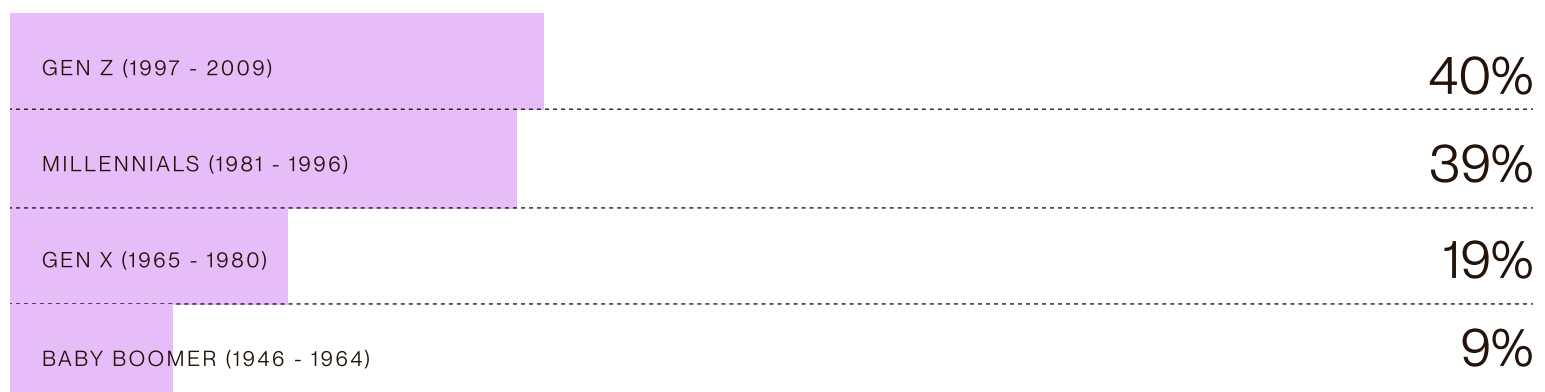 GEN Z (1997 - 2009) 40%
MILLENNIALS (1981 - 1996) 39%
GEN X (1965 - 1980) 19%
BABY BOOMER (1946 - 1964) 9%